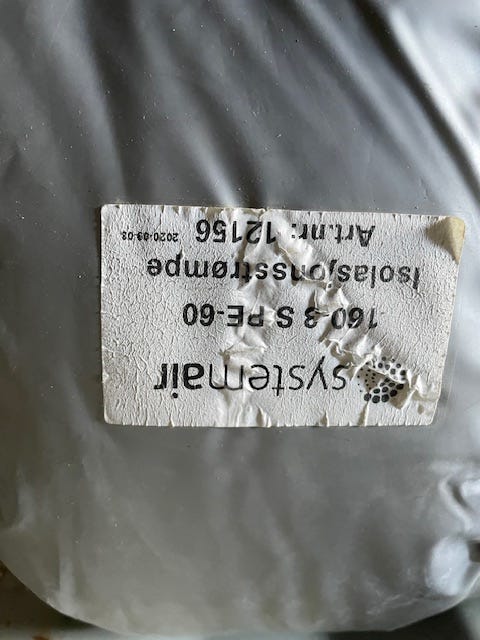 systemair
160-3 S PE-60
Isolasjonsstrømpe
Art.nr: 12156 2020-09-08